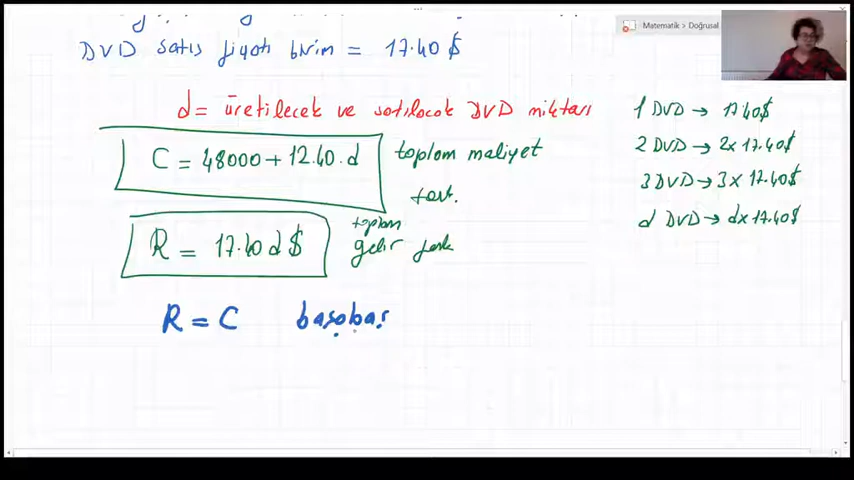 DVD satış fiyatı birim = 17.40 $
Matematik > Doğrusal
d = üretilecek ve satılacak DVD miktarı
C = 48000 + 12.40.d toplam maliyet
fonk.
R = 17.40 d $ toplam
gelir fonk
R = C başabaş
1 DVD → 17.40$
2 DVD → 2x 17.40$
3 DVD → 3 x 17.40$
d DVD → dx 17.40$